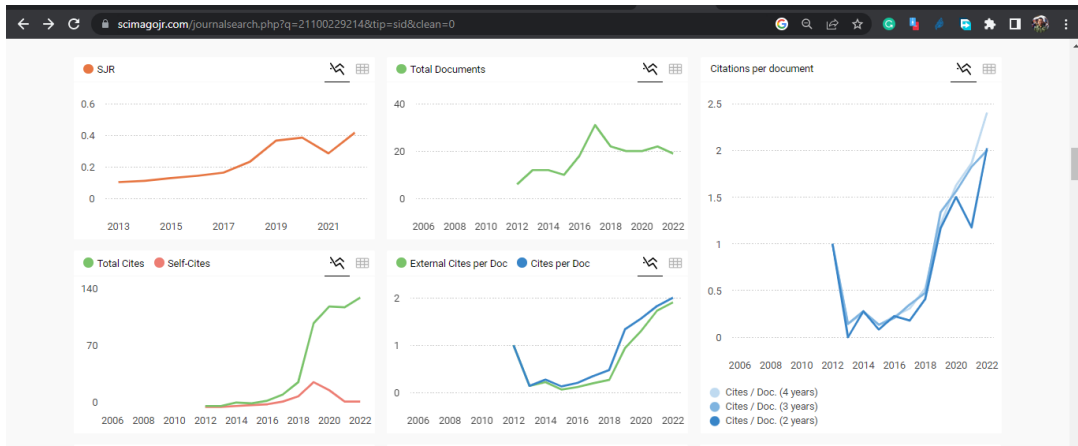 scimagojr.com/journalsearch.php?q=21100229214&tip=sid&clean=0
SJR
0.6
0.4
0.2
0
2013 2015 2017 2019 2021
Total Documents
40
20
0
2006 2008 2010 2012 2014 2016 2018 2020 2022
Citations per document
2.5
2
1.5
1
0.5
0
2006 2008 2010 2012 2014 2016 2018 2020 2022
Cites / Doc. (4 years)
Cites / Doc. (3 years)
Cites / Doc. (2 years)
Total Cites Self-Cites
140
70
0
2006 2008 2010 2012 2014 2016 2018 2020 2022
External Cites per Doc Cites per Doc
2
1
0
2006 2008 2010 2012 2014 2016 2018 2020 2022